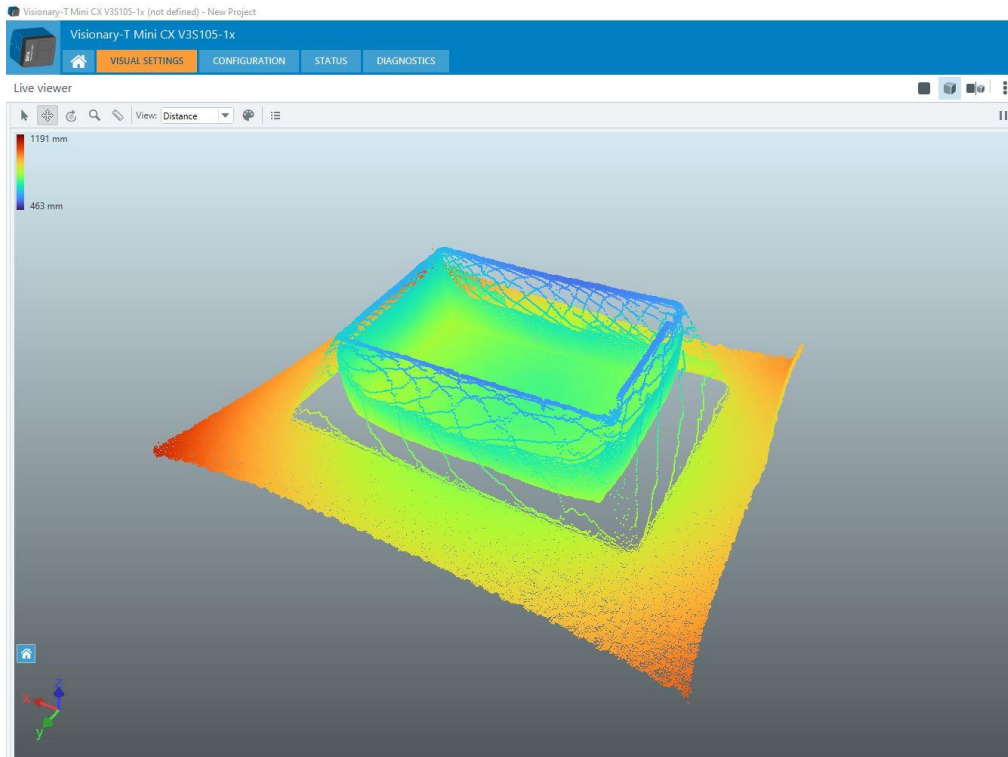 Visionary-T Mini CX V3S105-1x (not defined) - New Project
Visionary-T Mini CX V3S105-1x
VISUAL SETTINGS CONFIGURATION STATUS DIAGNOSTICS
Live viewer
View: Distance
1191 mm
463 mm
z
x
y